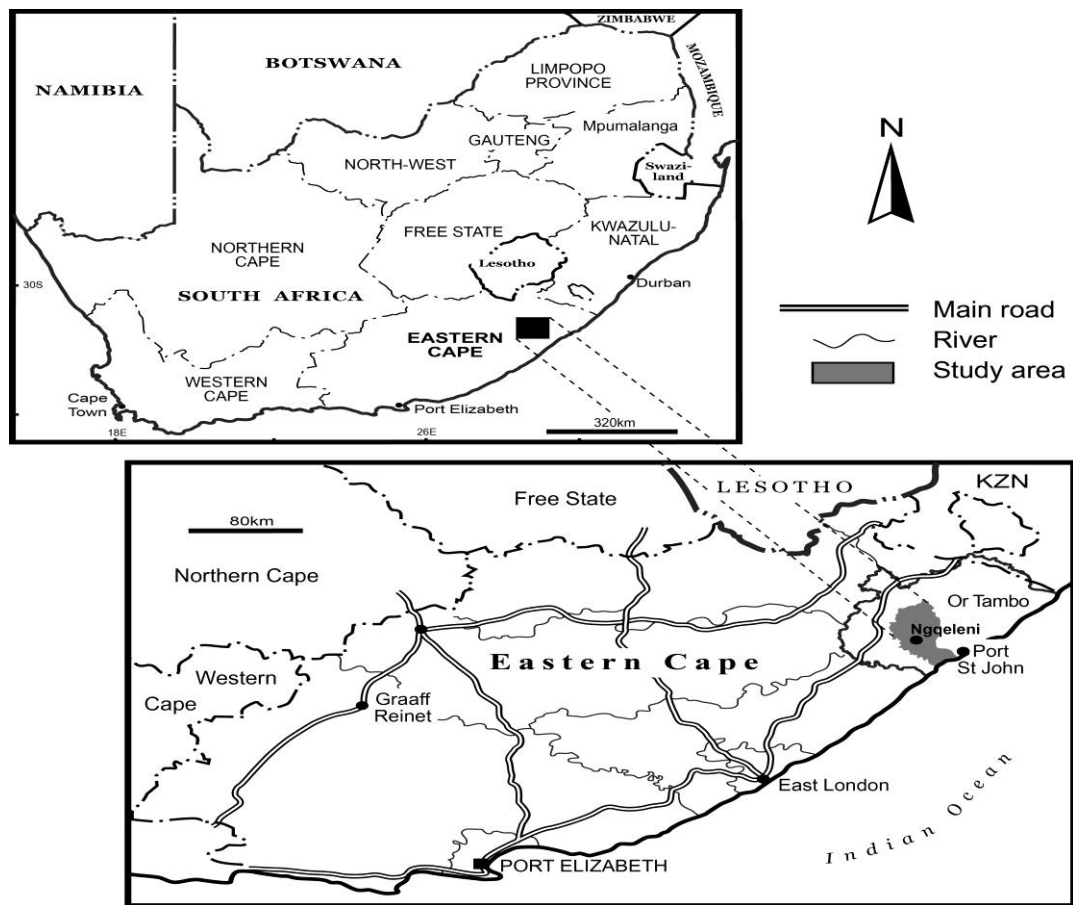 ZIMBABWE
BOTSWANA
MOZAMBIQUE
LIMPOPO
PROVINCE
NAMIBIA
GAUTENG
Mpumalanga
NORTH-WEST
Swazi-
land
FREE STATE
KWAZULU-
NATAL
NORTHERN
CAPE
Lesotho
30S
SOUTH AFRICA
Durban
EASTERN
CAPE
WESTERN
CAPE
Cape
Town
Port Elizabeth
18E
26E
320km
N
Main road
River
Study area
LESOTHO
KZN
Free State
80km
Northern Cape
Or Tambo
Ngqeleni
Port
St John
Eastern Cape
Western
Cape
Graaff
Reinet
East London
Indian Ocean
PORT ELIZABETH